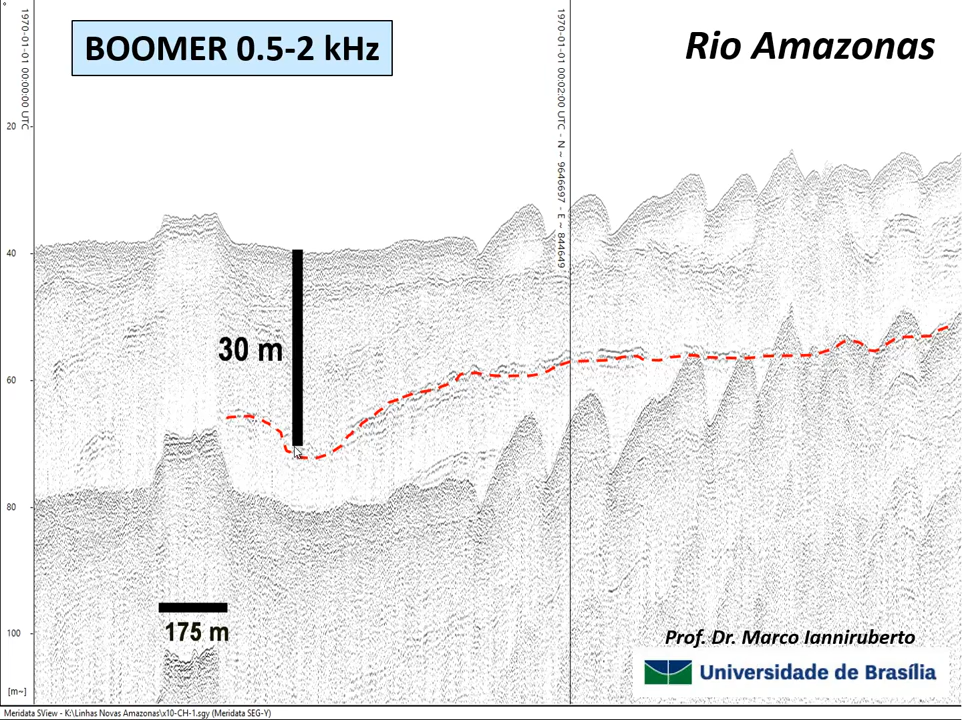 BOOMER 0.5-2 kHz
Rio Amazonas
1970-01-01 00:00:00 UTC
1970-01-01 00:02:00 UTC - N ~ 9646697 - E ~ 844649
20
40
30 m
60
80
100
175 m
[m~]
Prof. Dr. Marco Ianniruberto
Universidade de Brasília
Meridata SView - K:\Linhas Novas Amazonas\x10-CH-1.sgy (Meridata SEG-Y)